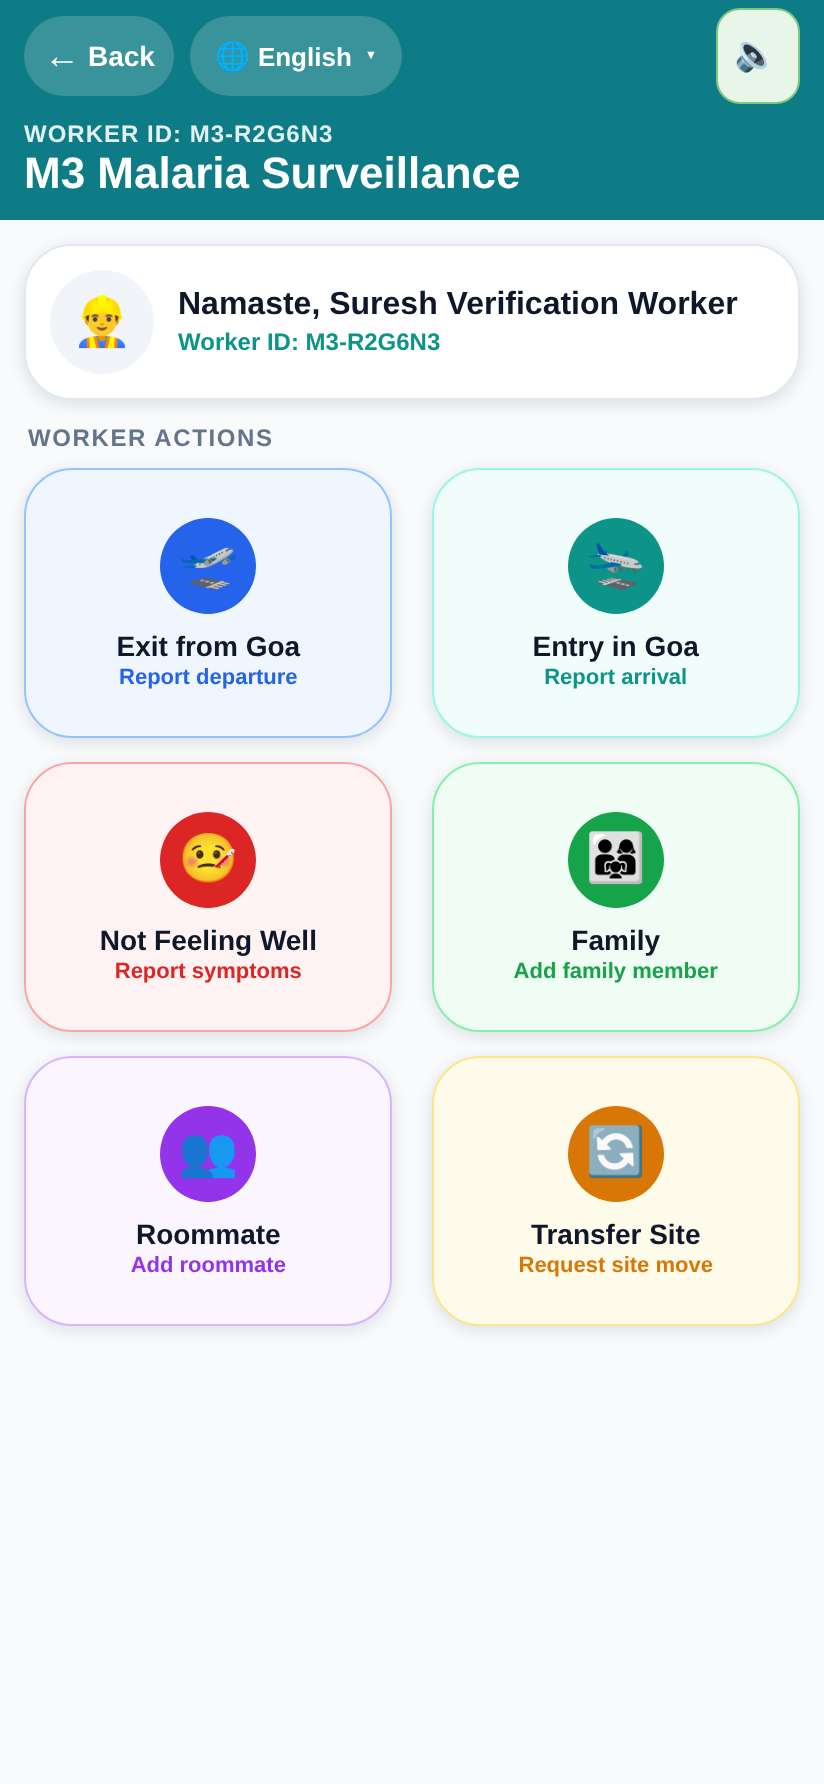 ← Back
English ▼
WORKER ID: M3-R2G6N3
M3 Malaria Surveillance
Namaste, Suresh Verification Worker
Worker ID: M3-R2G6N3
WORKER ACTIONS
Exit from Goa
Report departure
Entry in Goa
Report arrival
Not Feeling Well
Report symptoms
Family
Add family member
Roommate
Add roommate
Transfer Site
Request site move